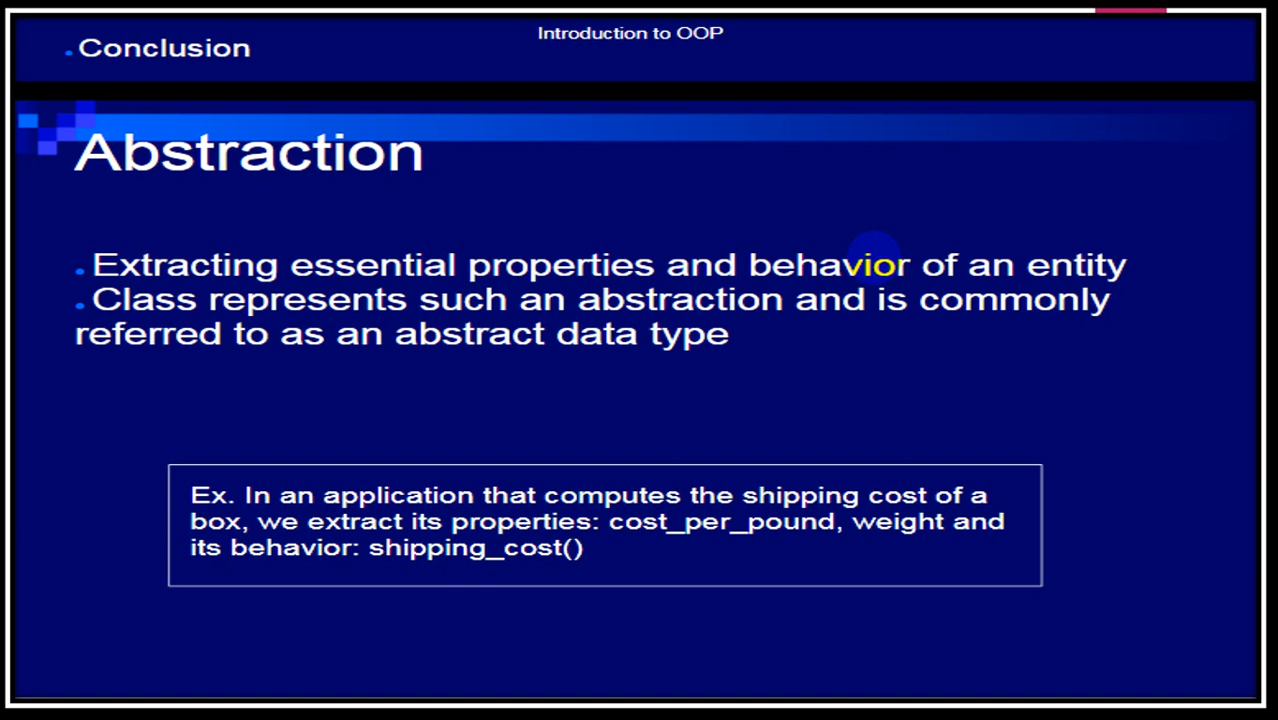 Introduction to OOP
• Conclusion
Abstraction
• Extracting essential properties and behavior of an entity
• Class represents such an abstraction and is commonly
referred to as an abstract data type
Ex. In an application that computes the shipping cost of a
box, we extract its properties: cost_per_pound, weight and
its behavior: shipping_cost()